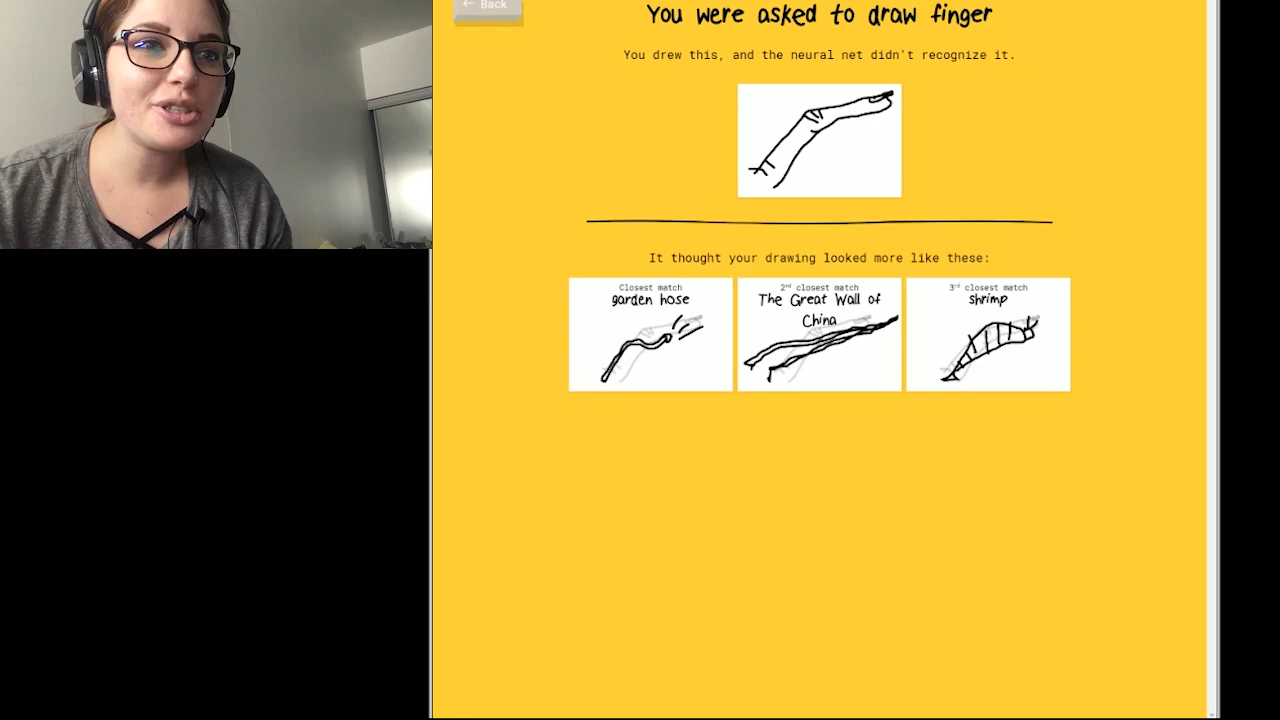 ← Back
You were asked to draw finger
You drew this, and the neural net didn't recognize it.
It thought your drawing looked more like these:
Closest match
garden hose
2rd closest match
The Great Wall of
China
3rd closest match
shrimp